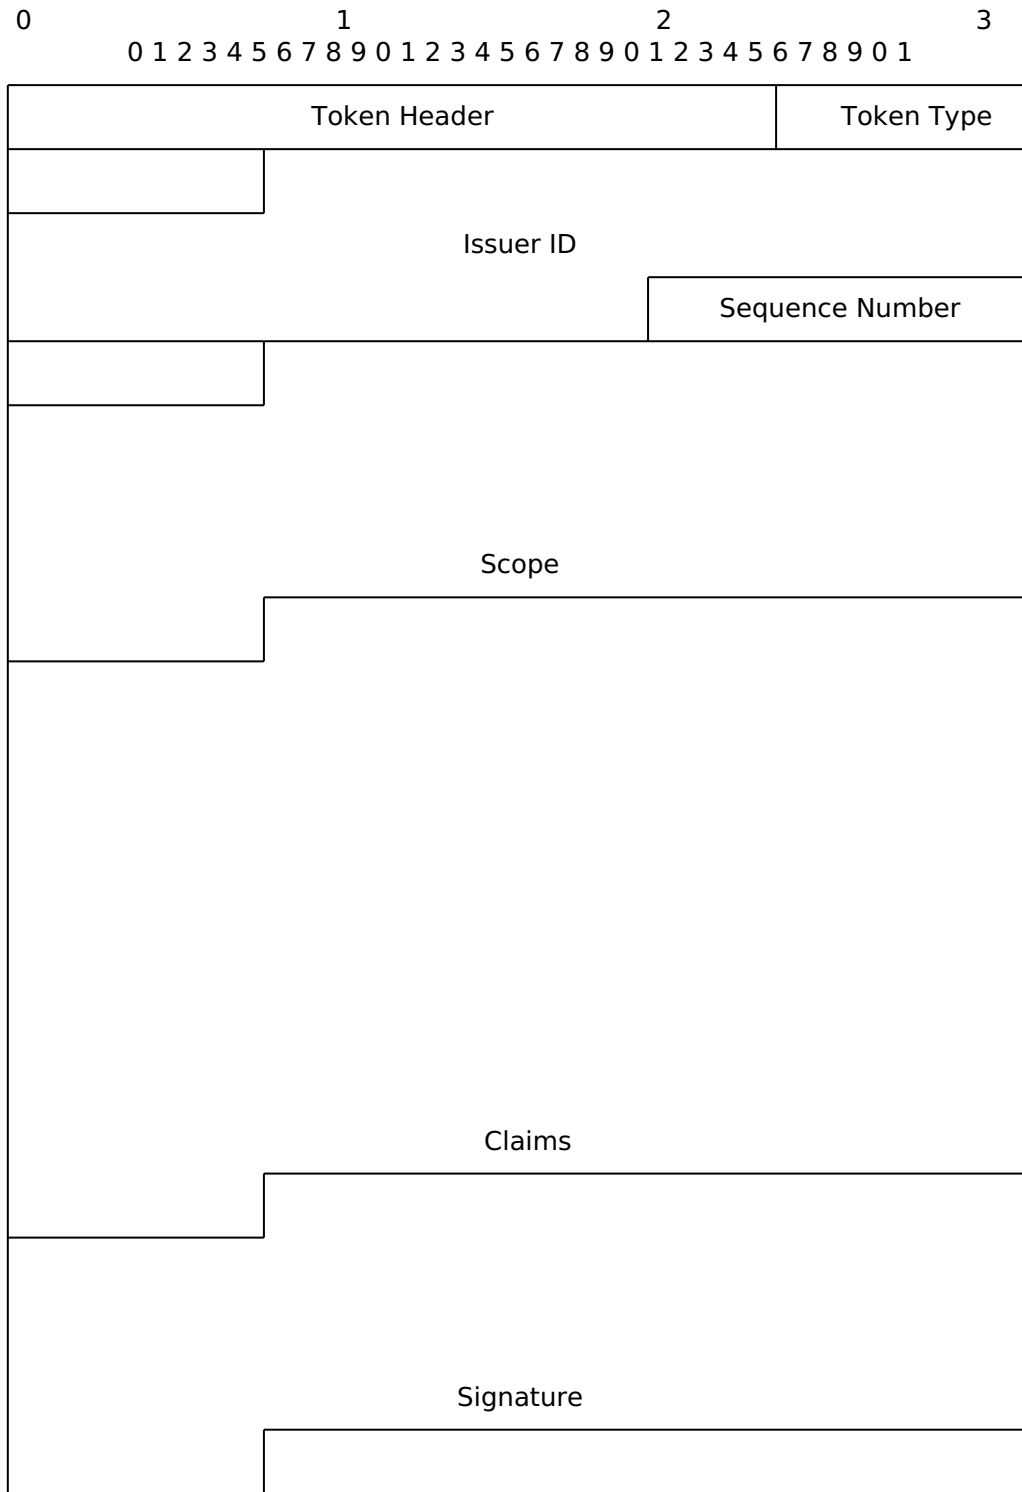 0 1 2 3
0 1 2 3 4 5 6 7 8 9 0 1 2 3 4 5 6 7 8 9 0 1 2 3 4 5 6 7 8 9 0 1
Token Header Token Type
Issuer ID
Sequence Number
Scope
Claims
Signature